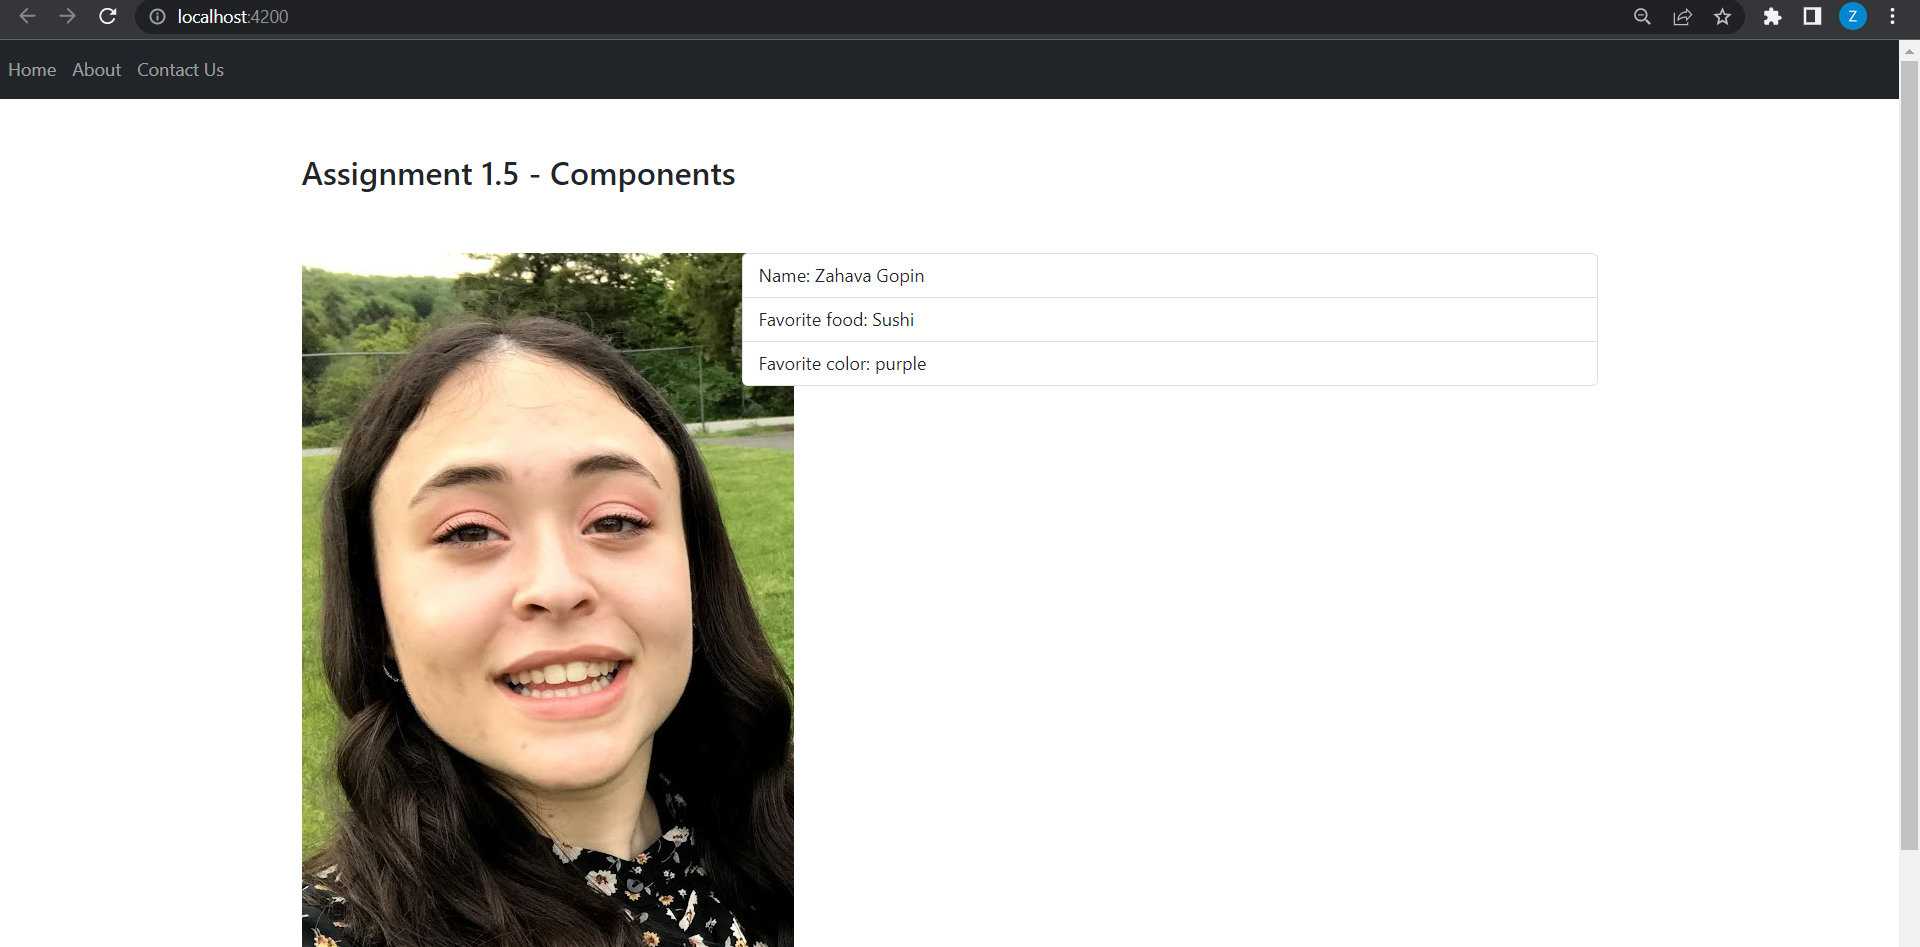 localhost:4200
Z
Home About Contact Us
Assignment 1.5 - Components
Name: Zahava Gopin
Favorite food: Sushi
Favorite color: purple